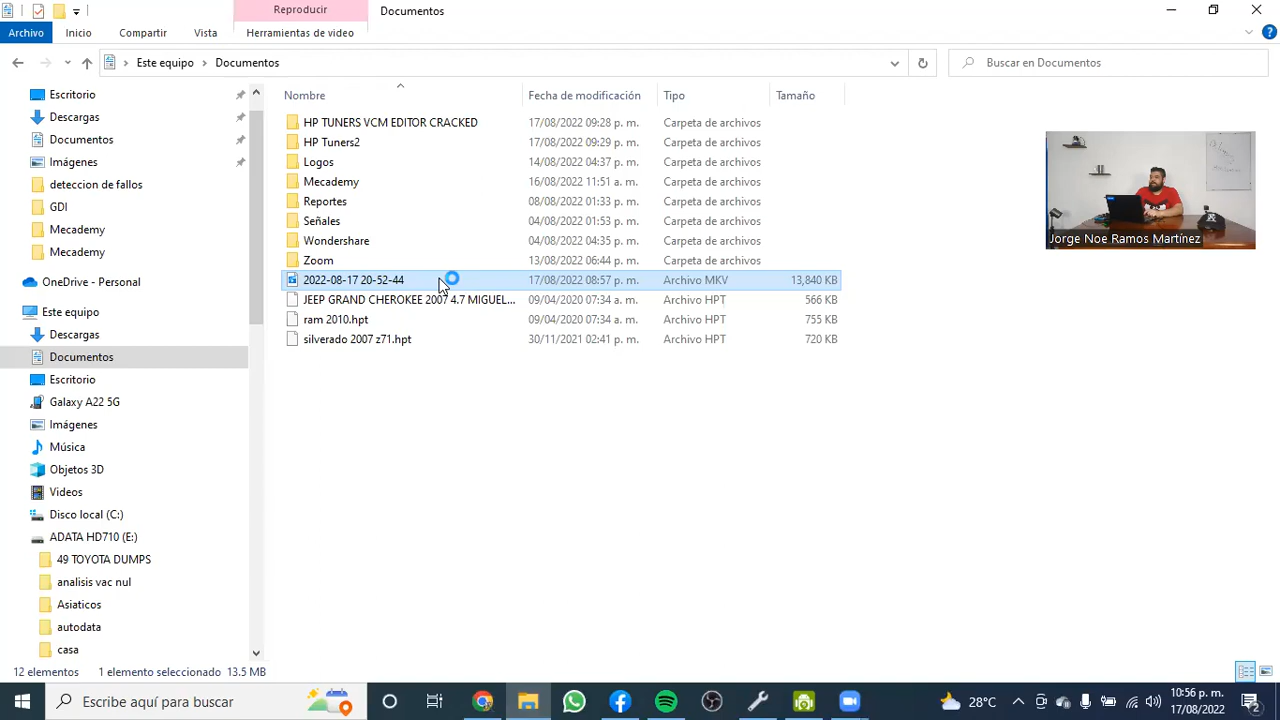 Reproducir
Documentos
Archivo
Inicio
Compartir
Vista
Herramientas de video
Este equipo
Documentos
Buscar en Documentos
Nombre
Fecha de modificación
Tipo
Tamaño
Escritorio
Descargas
Documentos
Imágenes
deteccion de fallos
GDI
Mecademy
Mecademy
OneDrive - Personal
Este equipo
Descargas
Documentos
Escritorio
Galaxy A22 5G
Imágenes
Música
Objetos 3D
Videos
Disco local (C:)
ADATA HD710 (E:)
49 TOYOTA DUMPS
analisis vac nul
Asiaticos
autodata
casa
HP TUNERS VCM EDITOR CRACKED 17/08/2022 09:28 p. m. Carpeta de archivos
HP Tuners2 17/08/2022 09:29 p. m. Carpeta de archivos
Logos 14/08/2022 04:37 p. m. Carpeta de archivos
Mecademy 16/08/2022 11:51 a. m. Carpeta de archivos
Reportes 08/08/2022 01:33 p. m. Carpeta de archivos
Señales 04/08/2022 01:53 p. m. Carpeta de archivos
Wondershare 04/08/2022 04:35 p. m. Carpeta de archivos
Zoom 13/08/2022 06:44 p. m. Carpeta de archivos
2022-08-17 20-52-44 17/08/2022 08:57 p. m. Archivo MKV 13,840 KB
JEEP GRAND CHEROKEE 2007 4.7 MIGUEL... 09/04/2020 07:34 a. m. Archivo HPT 566 KB
ram 2010.hpt 09/04/2020 07:34 a. m. Archivo HPT 755 KB
silverado 2007 z71.hpt 30/11/2021 02:41 p. m. Archivo HPT 720 KB
Jorge Noe Ramos Martínez
12 elementos 1 elemento seleccionado 13.5 MB
Escribe aquí para buscar
28°C
10:56 p. m.
17/08/2022
2